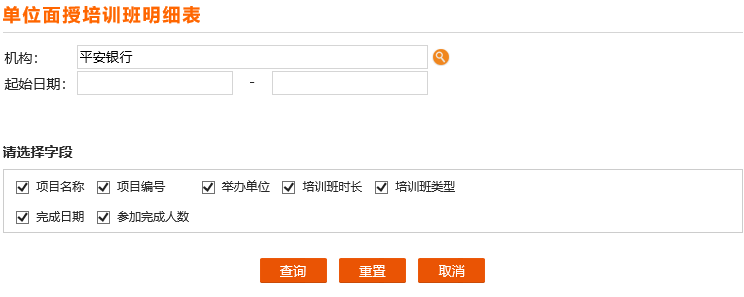 单位面授培训班明细表
机构: 平安银行
起始日期: -
请选择字段
项目名称 项目编号 举办单位 培训班时长 培训班类型
完成日期 参加完成人数
查询 重置 取消